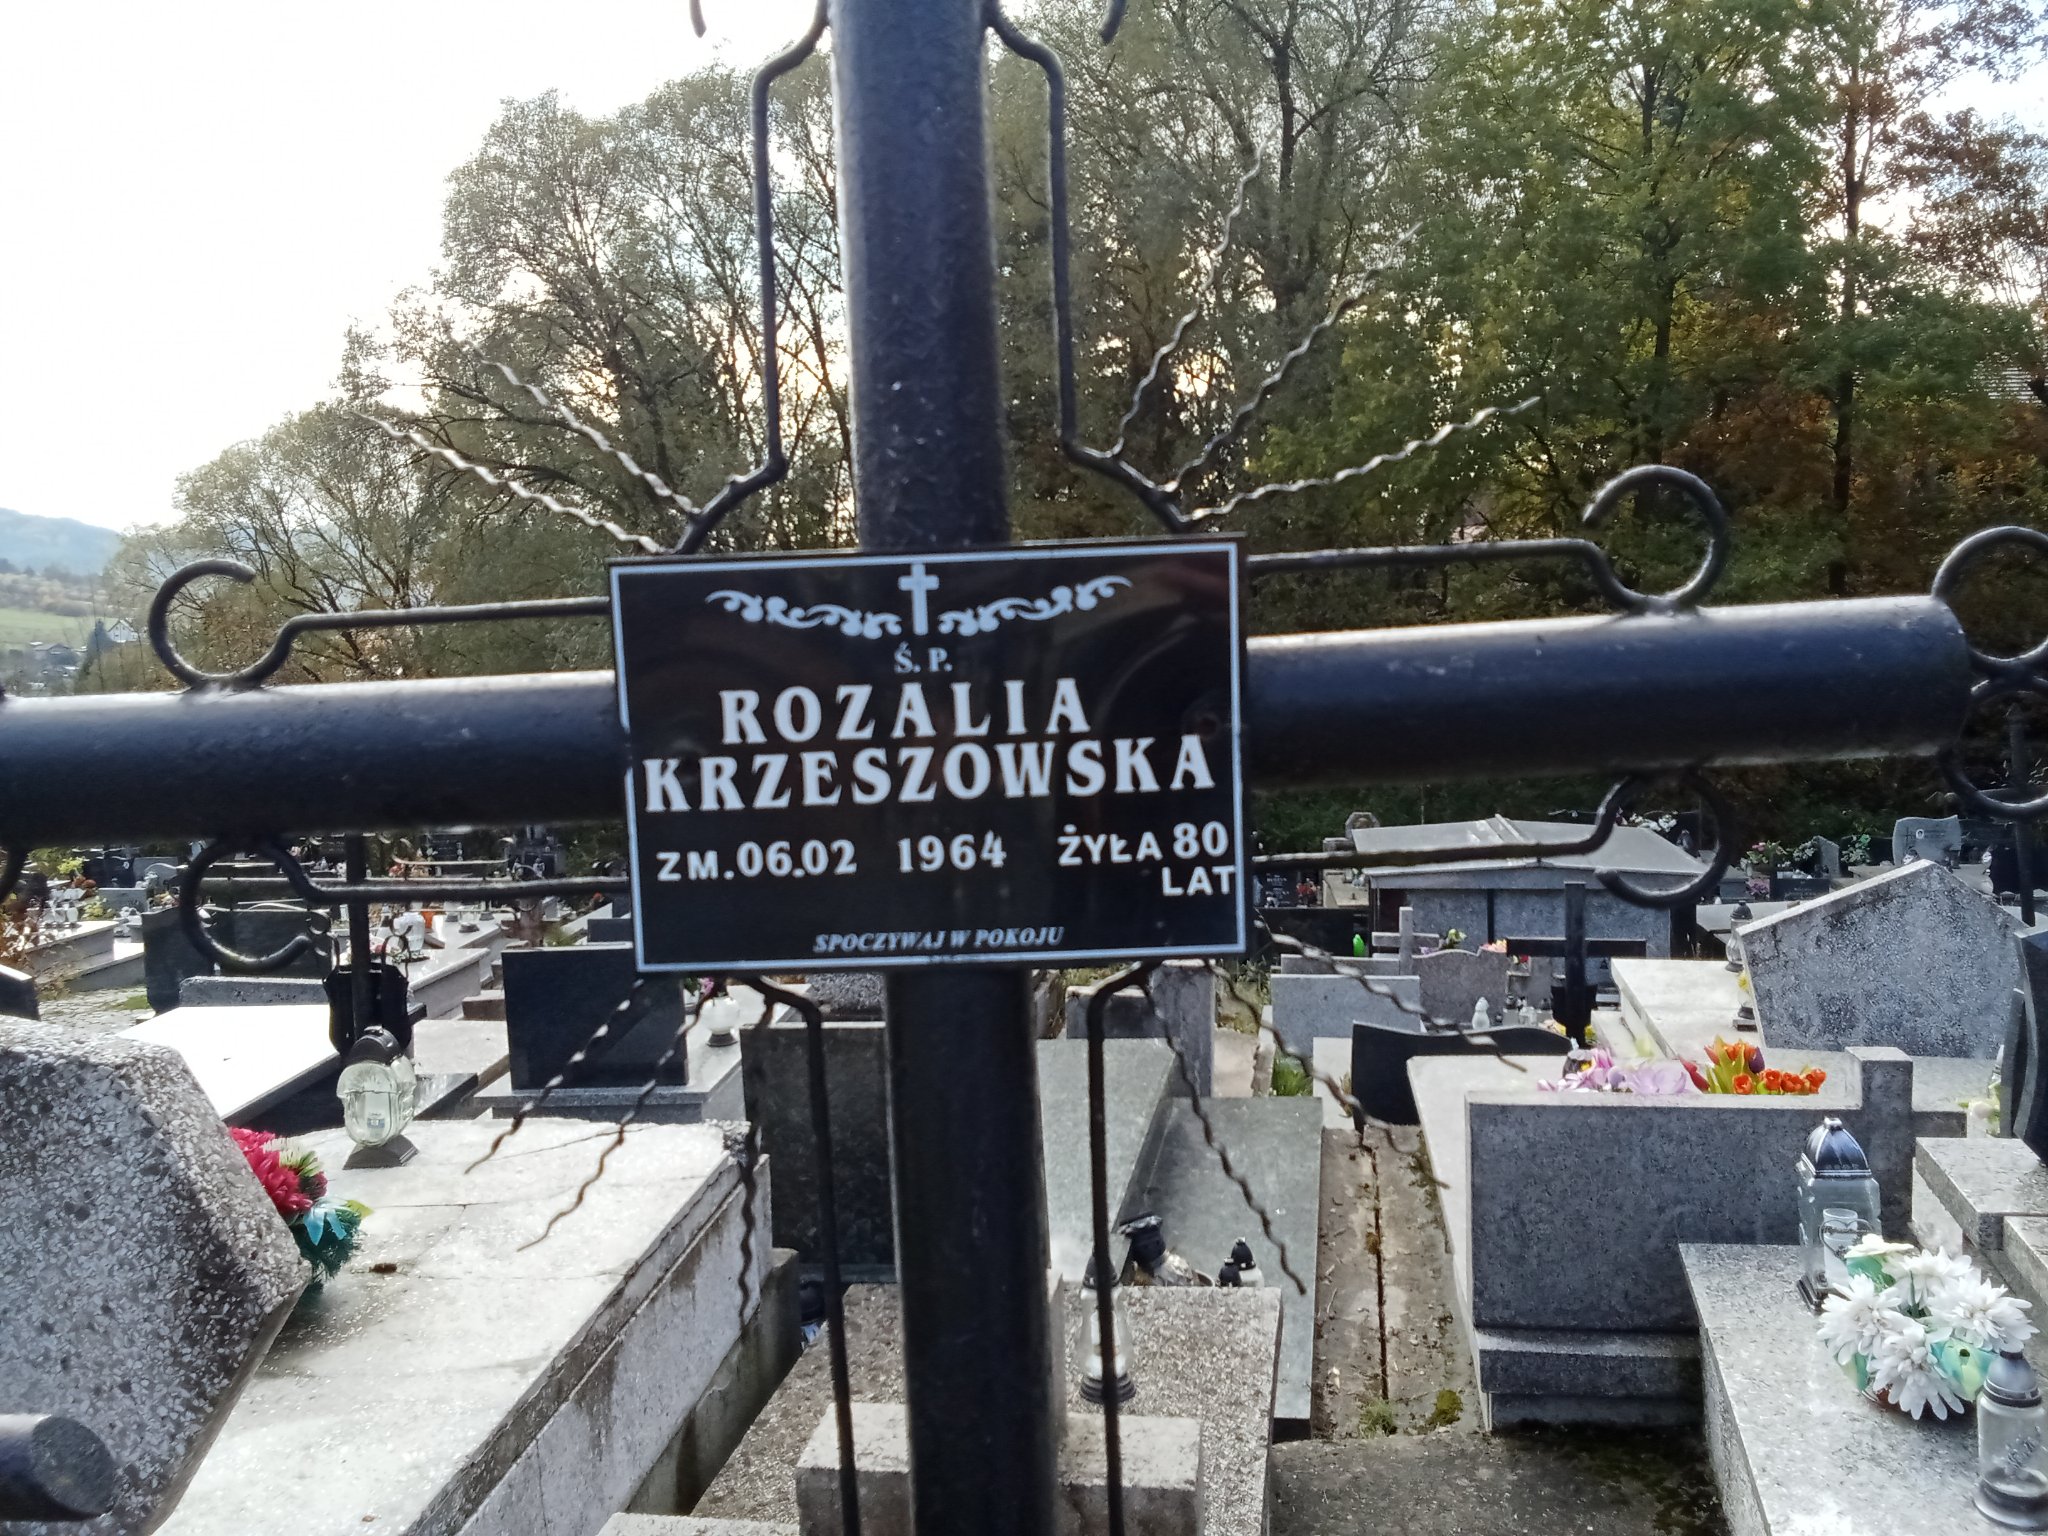 Ś. P.
ROZALIA
KRZESZOWSKA
ZM.06.02 1964 ŻYŁA 80
LAT
SPOCZYWAJ W POKOJU